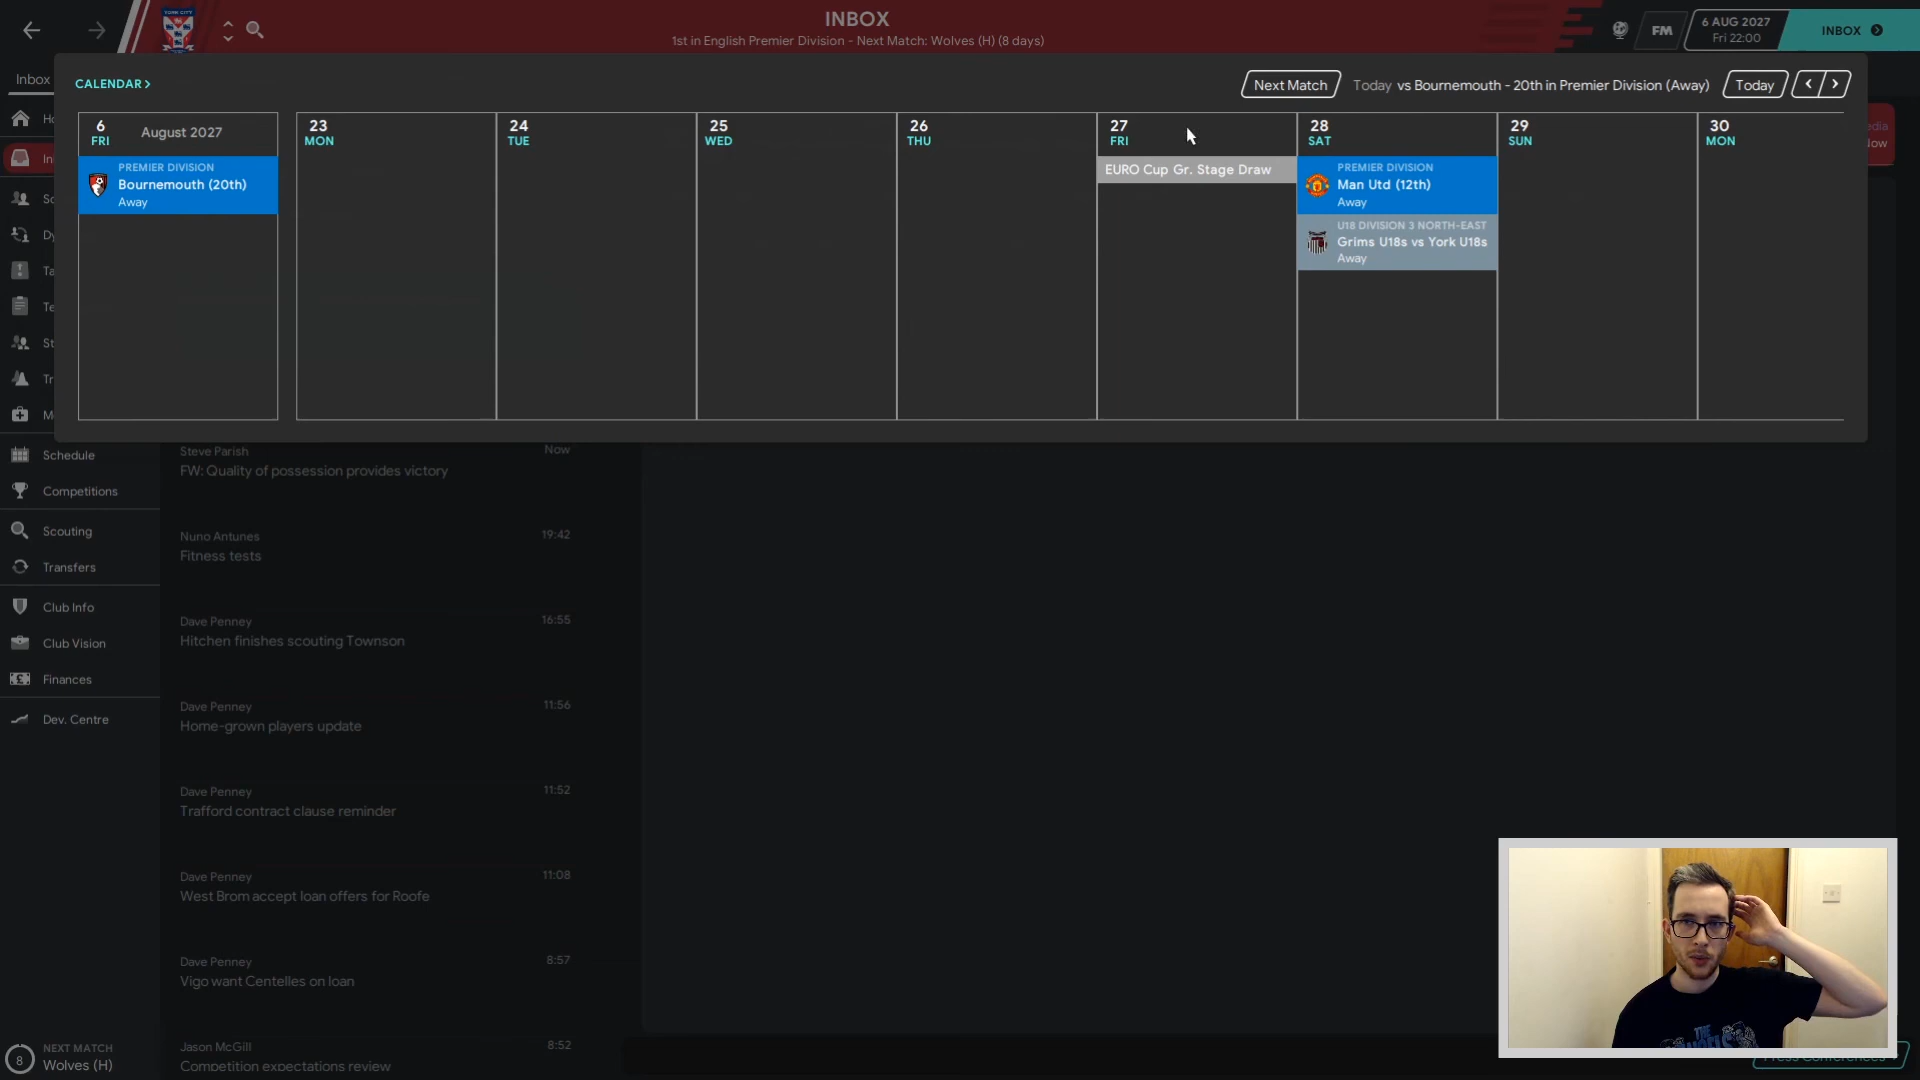 YORK CITY
INBOX
1st in English Premier Division - Next Match: Wolves (H) (8 days)
FM
6 AUG 2027
Fri 22:00
INBOX
Inbox
CALENDAR >
Next Match
Today vs Bournemouth - 20th in Premier Division (Away)
Today
6
FRI
August 2027
PREMIER DIVISION
Bournemouth (20th)
Away
23
MON
24
TUE
25
WED
26
THU
27
FRI
EURO Cup Gr. Stage Draw
28
SAT
PREMIER DIVISION
Man Utd (12th)
Away
U18 DIVISION 3 NORTH-EAST
Grims U18s vs York U18s
Away
29
SUN
30
MON
Schedule
Competitions
Scouting
Transfers
Club Info
Club Vision
Finances
Dev. Centre
Steve Parish
Now
FW: Quality of possession provides victory
Nuno Antunes
19:42
Fitness tests
Dave Penney
16:55
Hitchen finishes scouting Townson
Dave Penney
11:56
Home-grown players update
Dave Penney
11:52
Trafford contract clause reminder
Dave Penney
11:08
West Brom accept loan offers for Roofe
Dave Penney
8:57
Vigo want Centelles on loan
Jason McGill
8:52
Competition expectations review
8
NEXT MATCH
Wolves (H)
Press Conferences